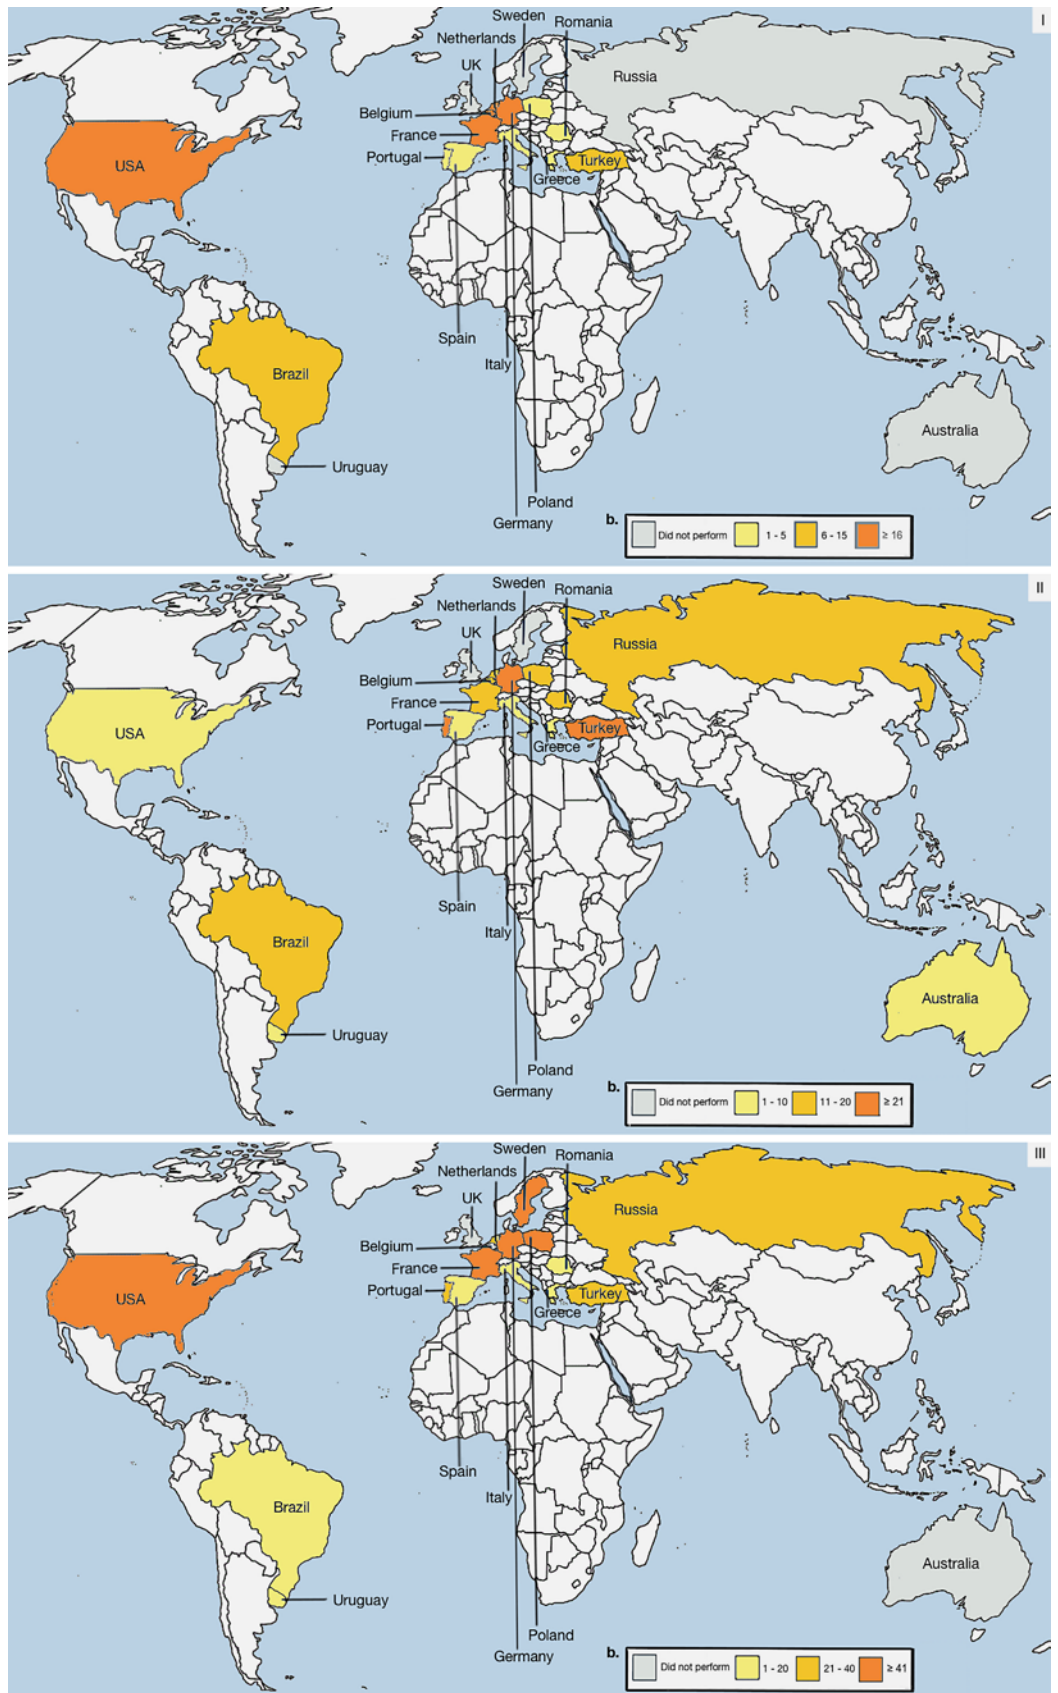 Sweden
Romania
I
Netherlands
UK
Russia
Belgium
France
USA
Portugal
Turkey
Greece
Spain
Italy
Brazil
Australia
Uruguay
Poland
Germany
b.
Did not perform
1 - 5
6 - 15
≥ 16
Sweden
Romania
II
Netherlands
UK
Russia
Belgium
France
Portugal
USA
Turkey
Greece
Spain
Italy
Brazil
Australia
Uruguay
Poland
Germany
b.
Did not perform
1 - 10
11 - 20
≥ 21
Sweden
Romania
III
Netherlands
UK
Russia
Belgium
France
Portugal
USA
Turkey
Greece
Spain
Italy
Brazil
Australia
Uruguay
Poland
Germany
b.
Did not perform
1 - 20
21 - 40
≥ 41